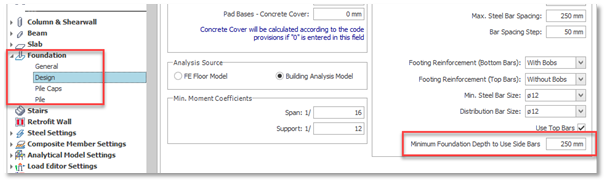 Column & Shearwall
Beam
Slab
Foundation
General
Design
Pile Caps
Pile
Stairs
Retrofit Wall
Steel Settings
Composite Member Settings
Analytical Model Settings
Load Editor Settings
Pad Bases - Concrete Cover: 0 mm
Concrete Cover will be calculated according to the code
provisions if "0" is entered in this field
Analysis Source
FE Floor Model Building Analysis Model
Min. Moment Coefficients
Span: 1/ 16
Support: 1/ 12
Max. Steel Bar Spacing: 250 mm
Bar Spacing Step: 50 mm
Footing Reinforcement (Bottom Bars): With Bobs
Footing Reinforcement (Top Bars): Without Bobs
Min. Steel Bar Size: ø12
Distribution Bar Size: ø12
Use Top Bars
Minimum Foundation Depth to Use Side Bars 250 mm